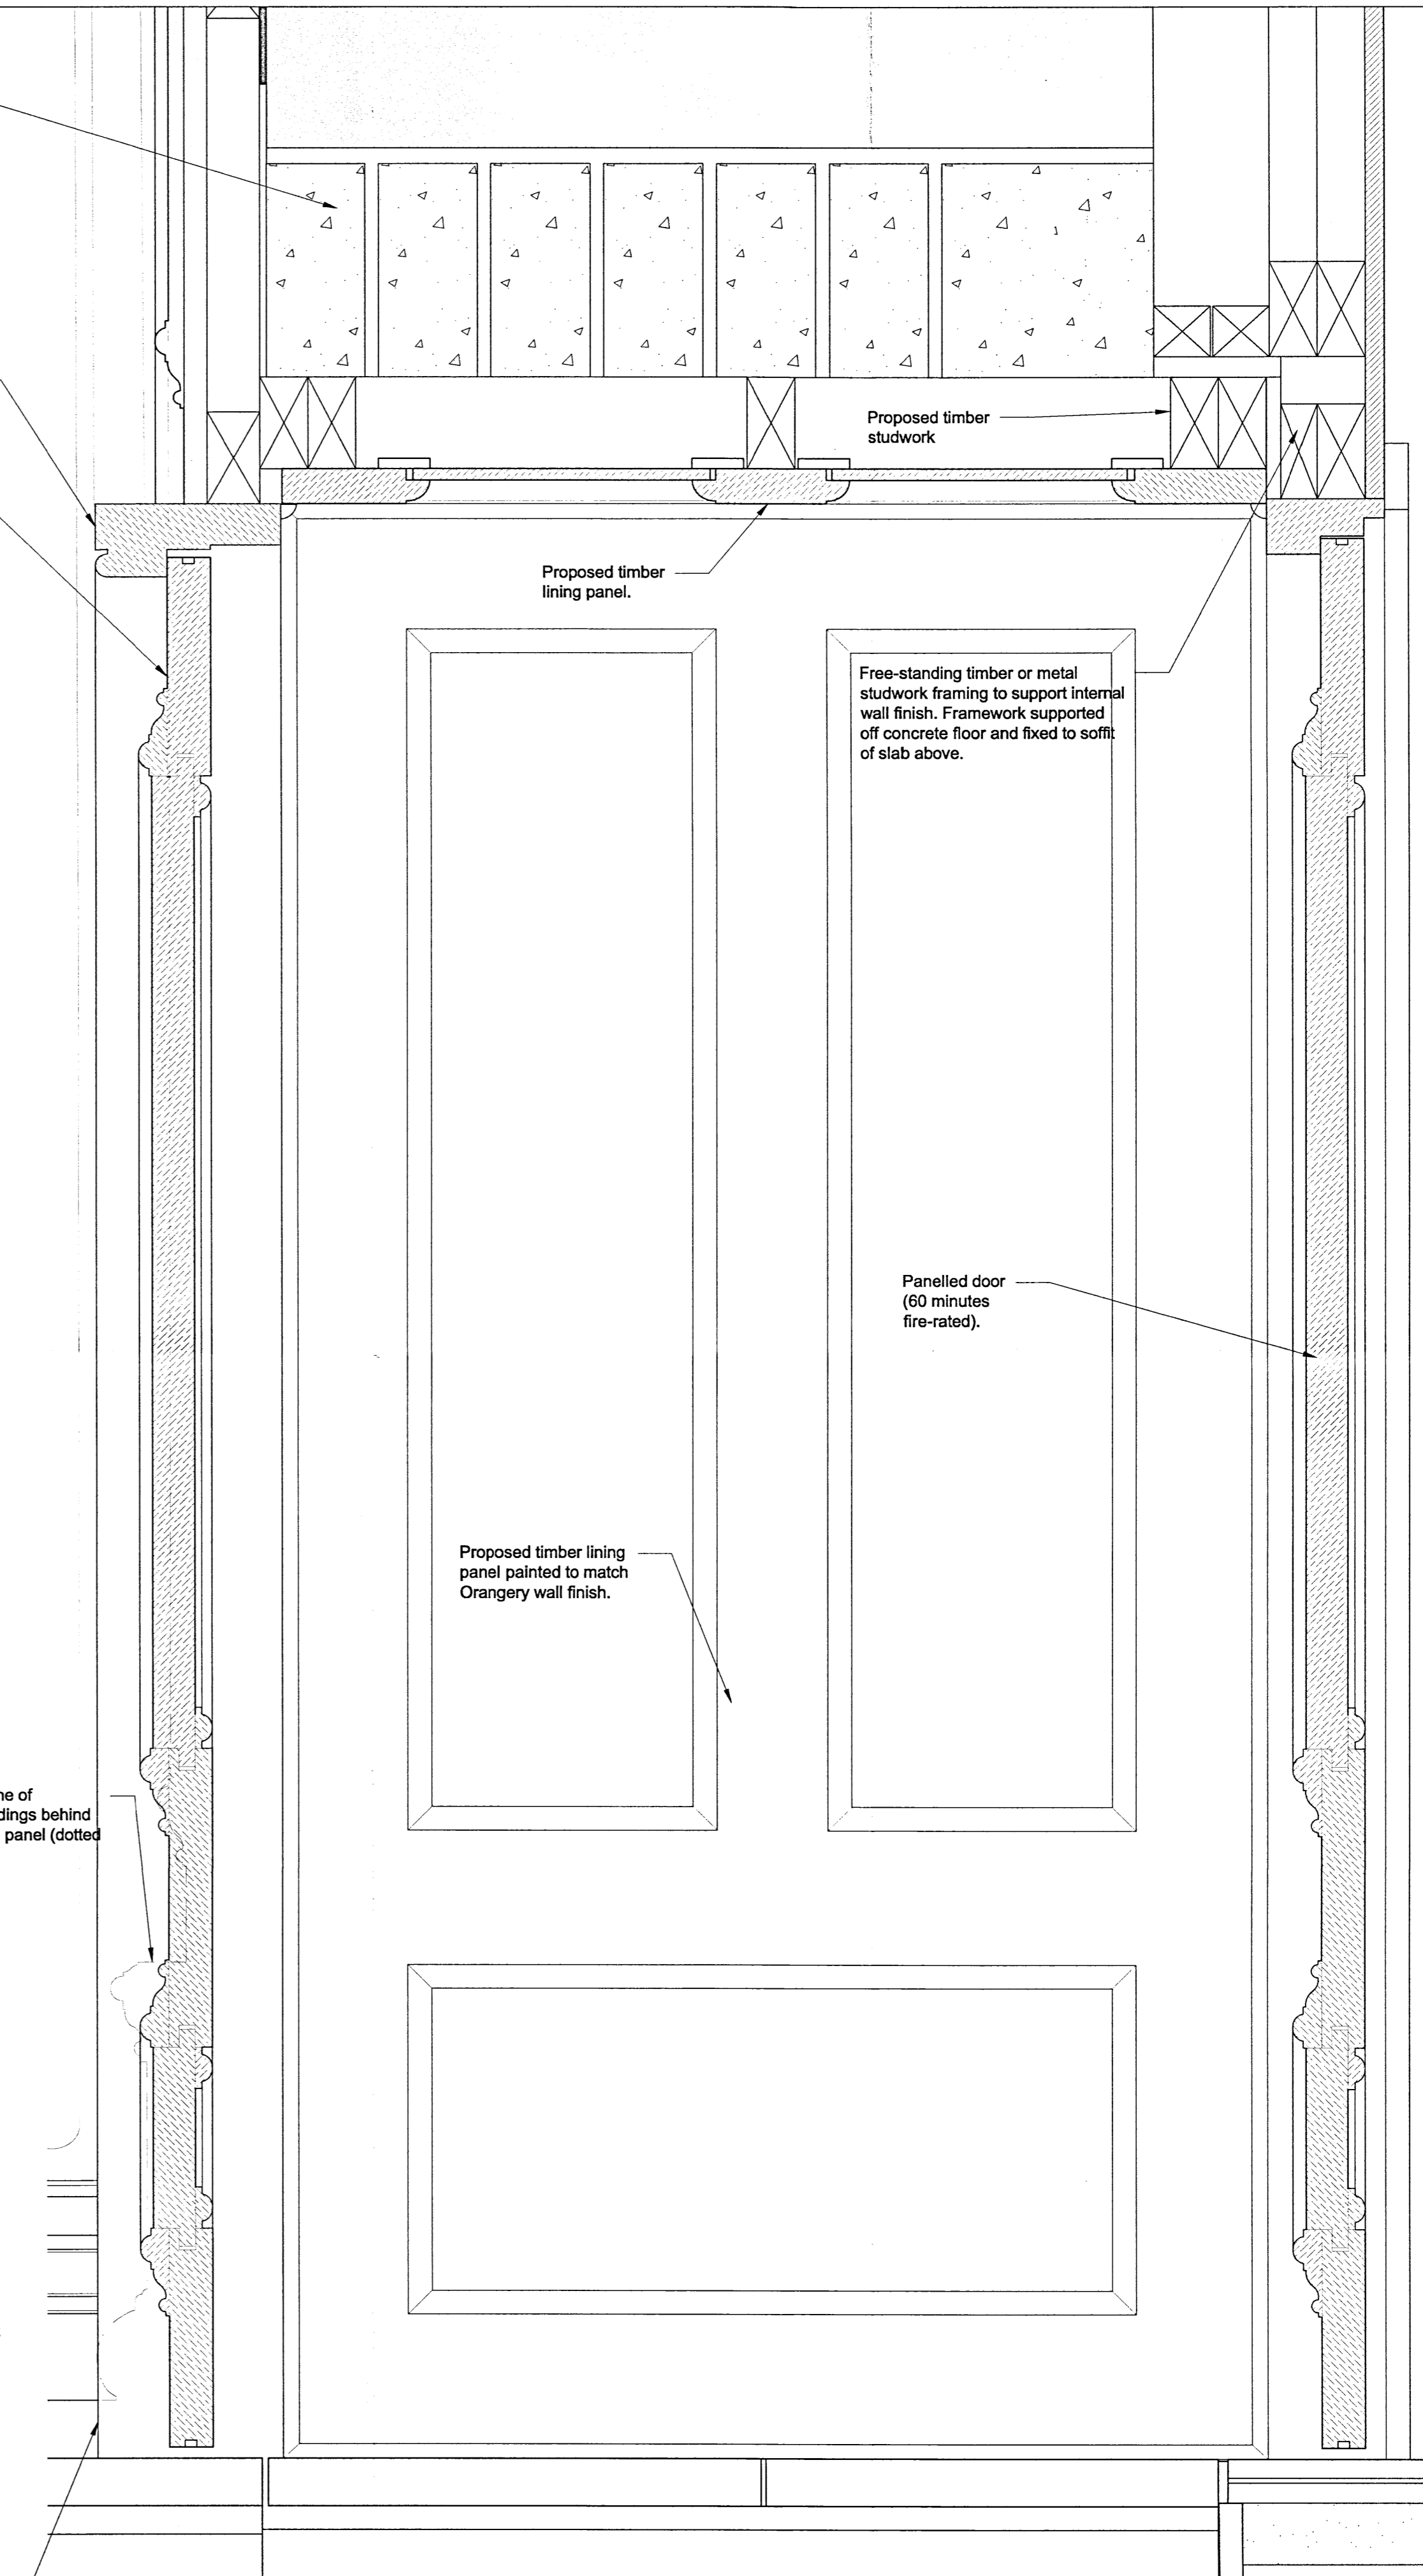 Proposed timber
studwork
Proposed timber
lining panel.
Free-standing timber or metal
studwork framing to support internal
wall finish. Framework supported
off concrete floor and fixed to soffit
of slab above.
Panelled door
(60 minutes
fire-rated).
Proposed timber lining
panel painted to match
Orangery wall finish.
of
behind
panel (dotted